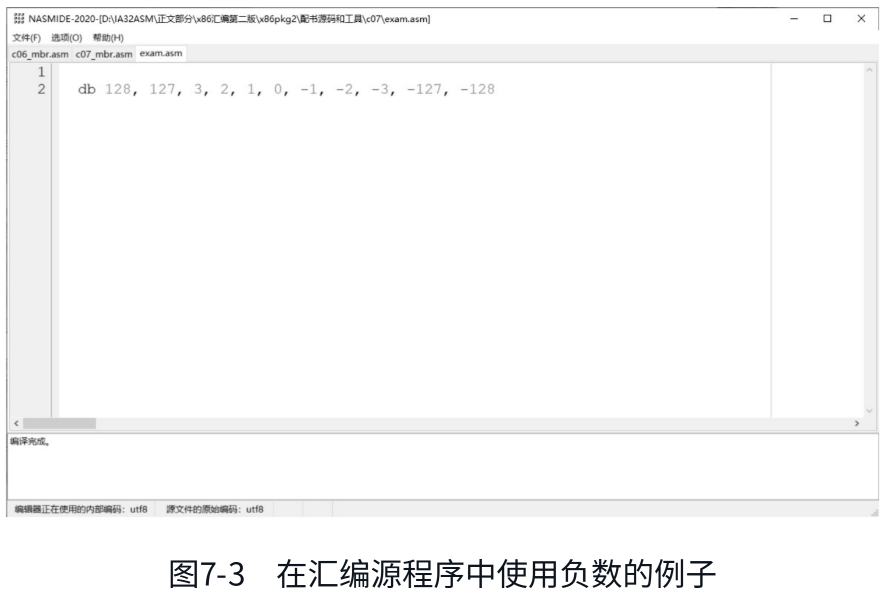 NASMIDE-2020-[D:\IA32ASM\正文部分\x86汇编第二版\x86pkg2\配书源码和工具\c07\exam.asm]
文件(F) 选项(O) 帮助(H)
c06_mbr.asm c07_mbr.asm exam.asm
1
2 db 128, 127, 3, 2, 1, 0, -1, -2, -3, -127, -128
编译完成。
编辑器正在使用的内部编码：utf8 源文件的原始编码：utf8
图7-3 在汇编源程序中使用负数的例子